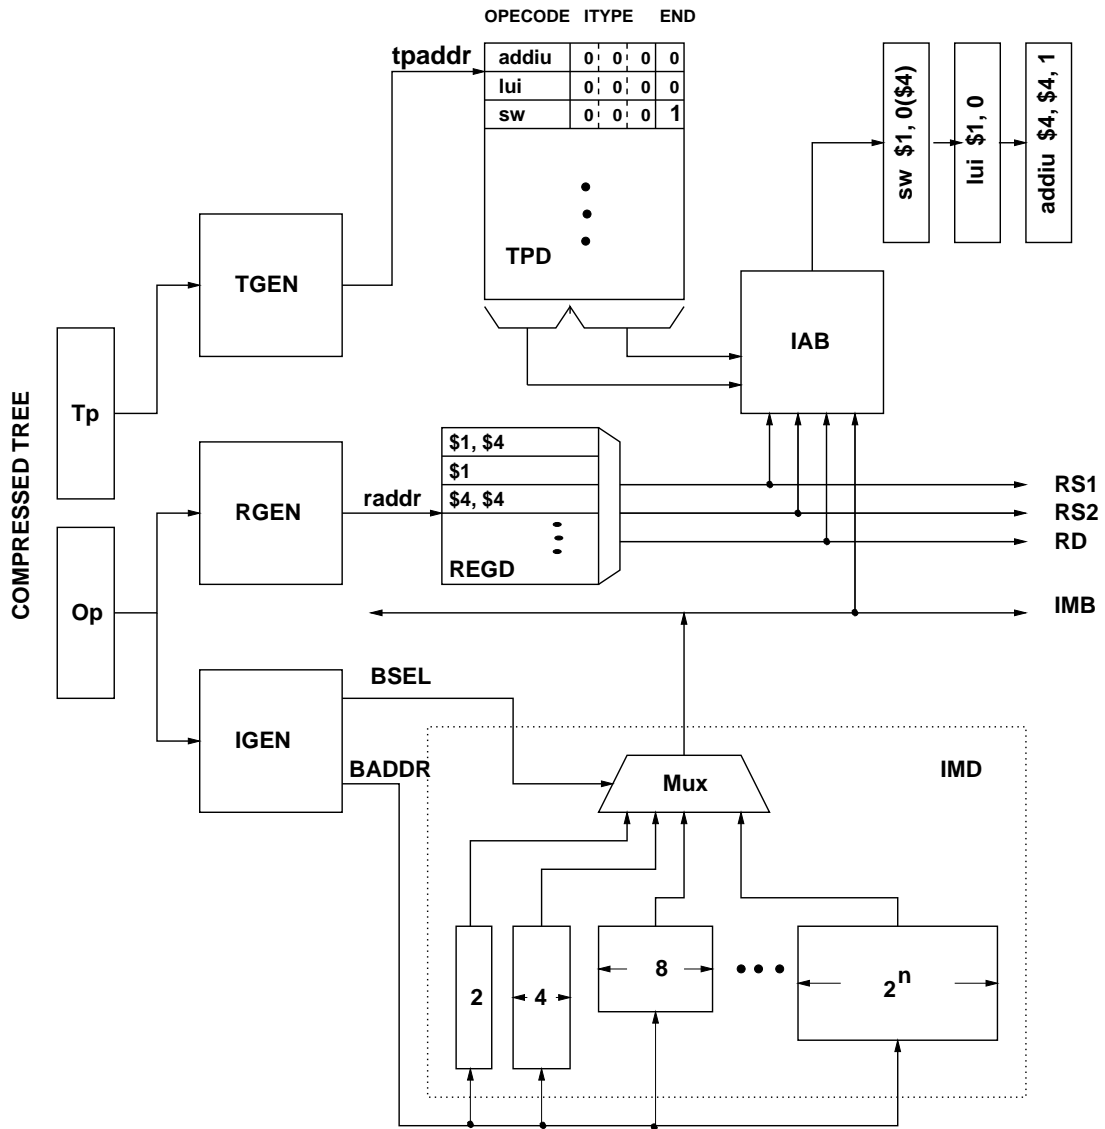 OPECODE ITYPE END
tpaddr
addiu 0 0 0 0
lui 0 0 0 0
sw 0 0 0 1
TPD
sw $1, 0($4)
lui $1, 0
addiu $4, $4, 1
TGEN
IAB
COMPRESSED TREE
Tp
Op
RGEN
raddr
$1, $4
$1
$4, $4
REGD
RS1
RS2
RD
IMB
IGEN
BSEL
BADDR
Mux
IMD
2
4
8
2^n